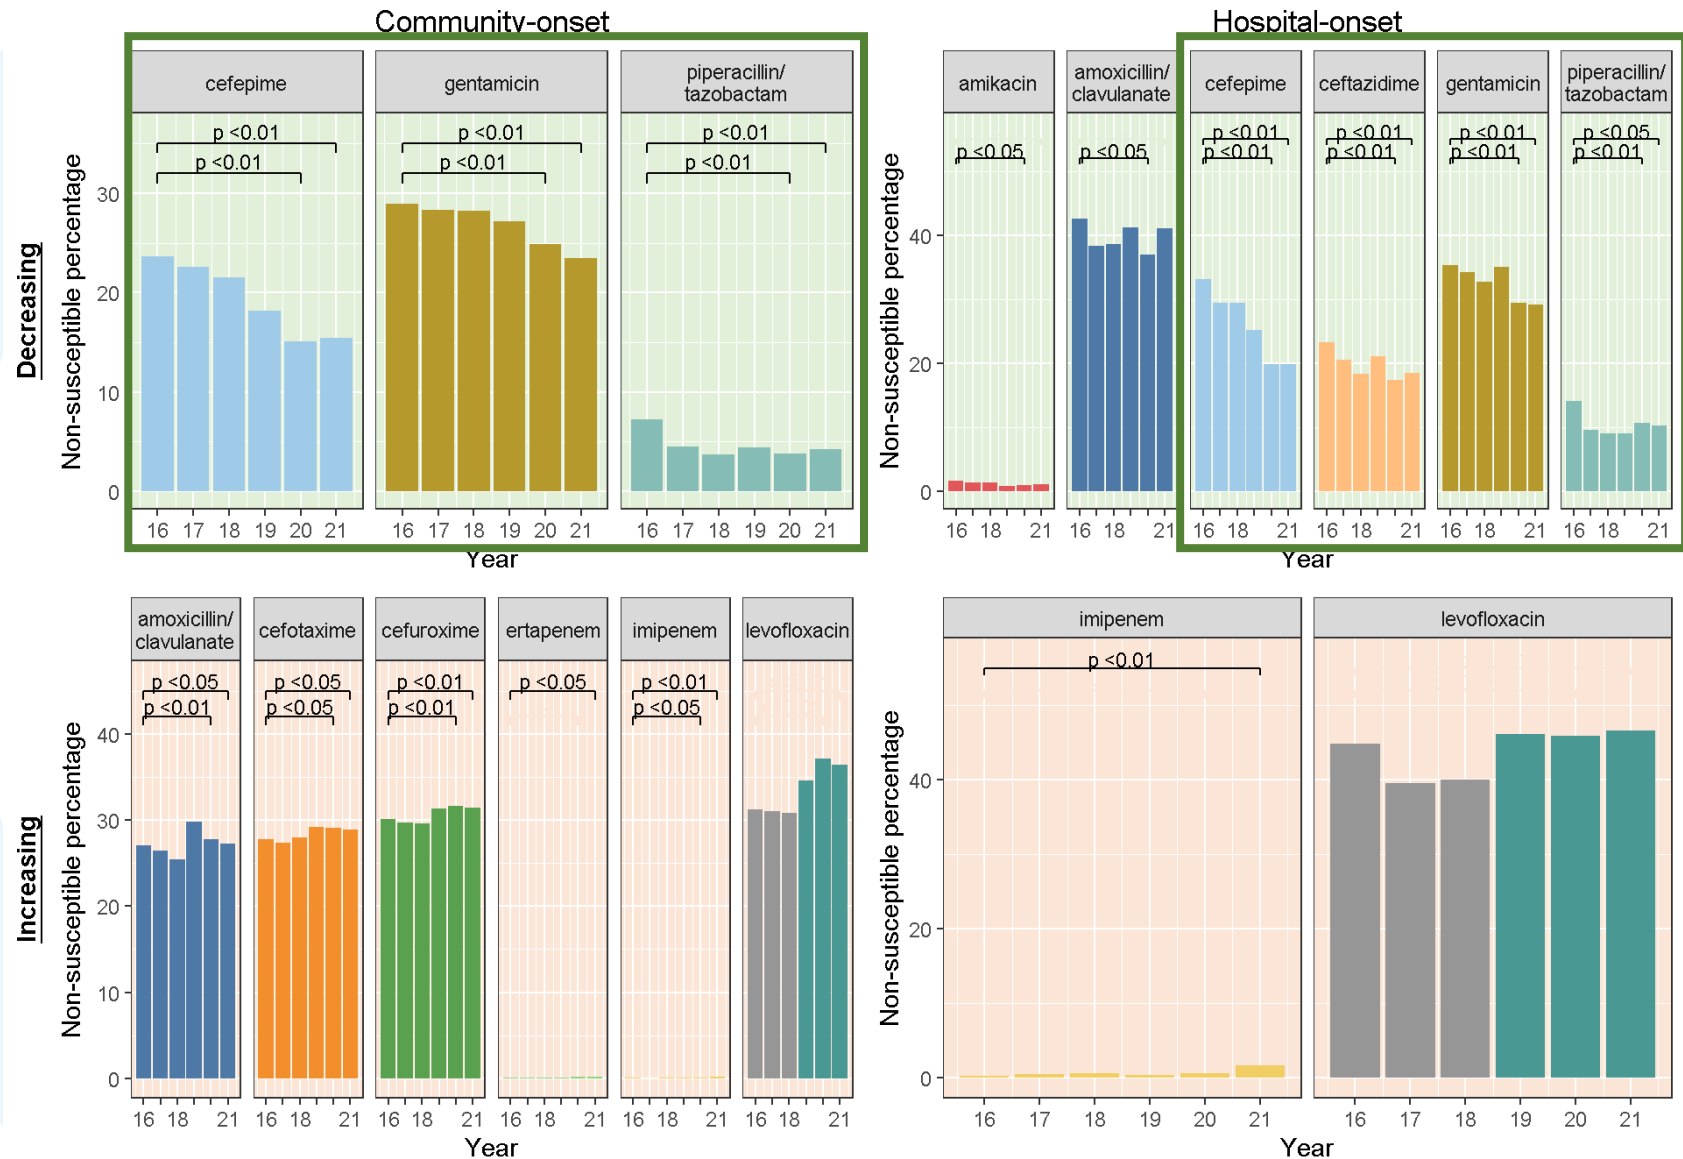 Community-onset
Hospital-onset
Decreasing
Non-susceptible percentage
30
20
10
0
cefepime
p <0.01
p <0.01
16 17 18 19 20 21
gentamicin
p <0.01
p <0.01
16 17 18 19 20 21
piperacillin/
tazobactam
p <0.01
p <0.01
16 17 18 19 20 21
Year
Non-susceptible percentage
40
20
0
amikacin
p <0.05
16 18 21
amoxicillin/
clavulanate
p <0.05
16 18 21
cefepime
p <0.01
p <0.01
16 18 21
ceftazidime
p <0.01
p <0.01
16 18 21
gentamicin
p <0.01
p <0.01
16 18 21
piperacillin/
tazobactam
p <0.05
p <0.01
16 18 21
Year
Increasing
Non-susceptible percentage
40
30
20
10
0
amoxicillin/
clavulanate
p <0.05
p <0.01
16 18 21
cefotaxime
p <0.05
p <0.05
16 18 21
cefuroxime
p <0.01
p <0.01
16 18 21
ertapenem
p <0.05
16 18 21
imipenem
p <0.01
p <0.05
16 18 21
levofloxacin
16 18 21
Year
Non-susceptible percentage
40
20
0
imipenem
p <0.01
16 17 18 19 20 21
levofloxacin
16 17 18 19 20 21
Year